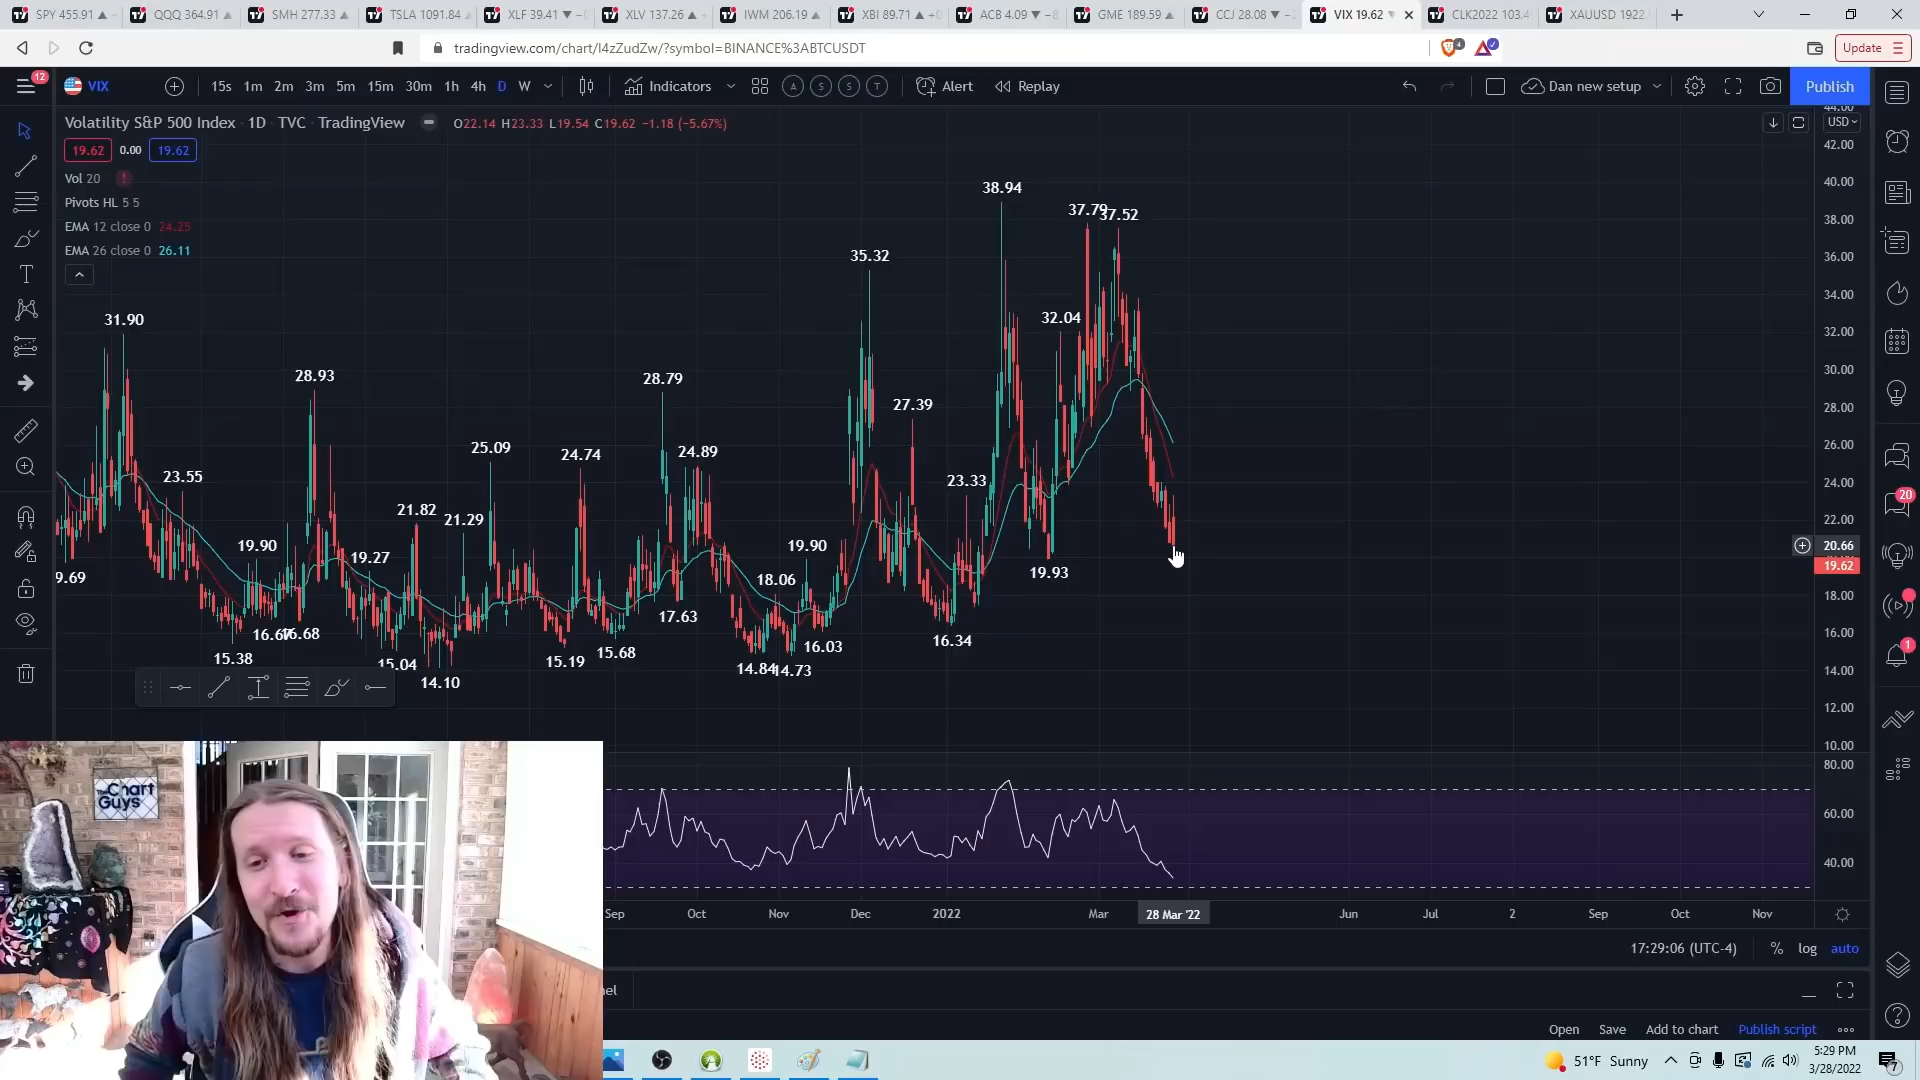 SPY 455.91
QQQ 364.91
SMH 277.33
TSLA 1091.84
XLF 39.41
XLV 137.26
IWM 206.19
XBI 89.71
ACB 4.09
GME 189.59
CCJ 28.08
VIX 19.62
CLK2022 103.4
XAUUSD 1922
tradingview.com/chart/I4zZudZw/?symbol=BINANCE%3ABTCUSDT
4
Update
12
VIX
15s 1m 2m 3m 5m 15m 30m 1h 4h D W
Indicators
A S S T
Alert
Replay
Dan new setup
Publish
Volatility S&P 500 Index · 1D · TVC · TradingView
O22.14 H23.33 L19.54 C19.62 −1.18 (−5.67%)
USD
19.62 0.00 19.62
Vol 20
Pivots HL 5 5
EMA 12 close 0 24.25
EMA 26 close 0 26.11
44.00
42.00
40.00
38.00
36.00
34.00
32.00
30.00
28.00
26.00
24.00
22.00
20.66
19.62
18.00
16.00
14.00
12.00
10.00
80.00
60.00
40.00
38.94
37.79
37.52
35.32
31.90
32.04
28.93
28.79
27.39
25.09
24.74
24.89
23.55
23.33
21.82
21.29
19.90
19.27
19.90
18.06
19.93
9.69
17.63
16.67
16.68
16.03
16.34
15.38
15.04
15.19
15.68
14.84
14.73
14.10
20
1
The
Chart
Guys
Sep Oct Nov Dec 2022 Mar 28 Mar '22 Jun Jul 2 Sep Oct Nov
17:29:06 (UTC-4) % log auto
nel
Open Save Add to chart Publish script
51°F Sunny
5:29 PM
3/28/2022
7